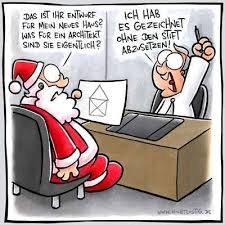 DAS IST IHR ENTWURF
FÜR MEIN NEUES HAUS?
WAS FÜR EIN ARCHITEKT
SIND SIE EIGENTLICH?
ICH HAB
ES GEZEICHNET
OHNE DEN STIFT
ABZUSETZEN!